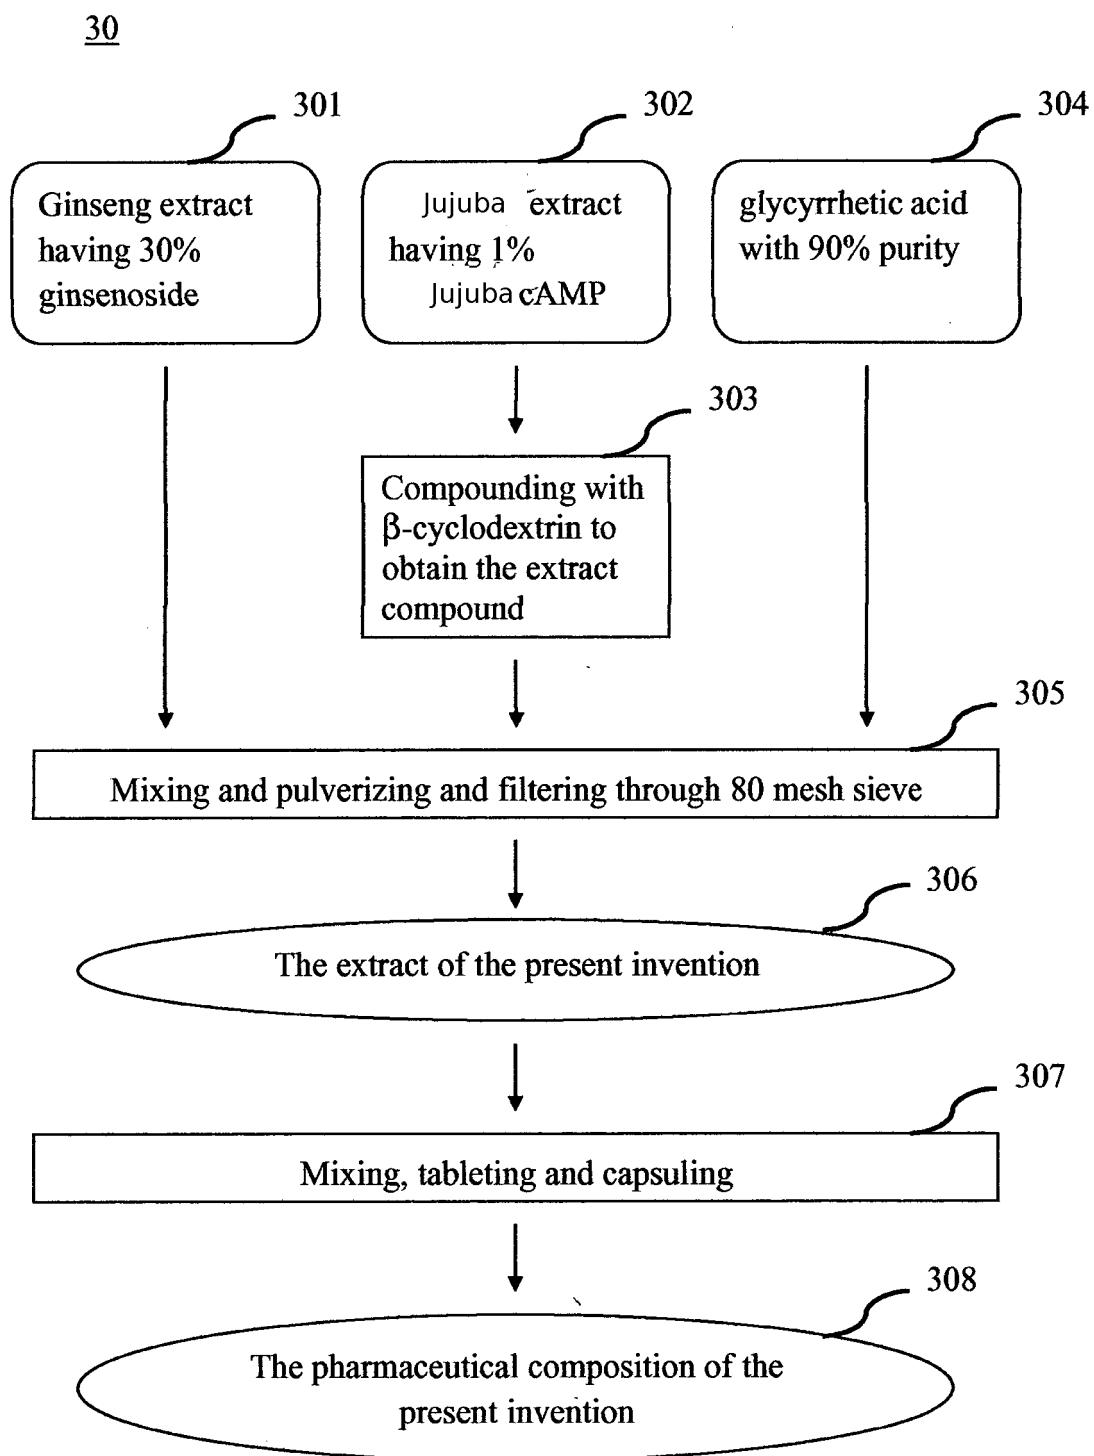 30
301
302
304
Ginseng extract
having 30%
ginsenoside
Jujuba extract
having 1%
Jujuba cAMP
glycyrrhetic acid
with 90% purity
303
Compounding with
β-cyclodextrin to
obtain the extract
compound
305
Mixing and pulverizing and filtering through 80 mesh sieve
306
The extract of the present invention
307
Mixing, tableting and capsuling
308
The pharmaceutical composition of the
present invention